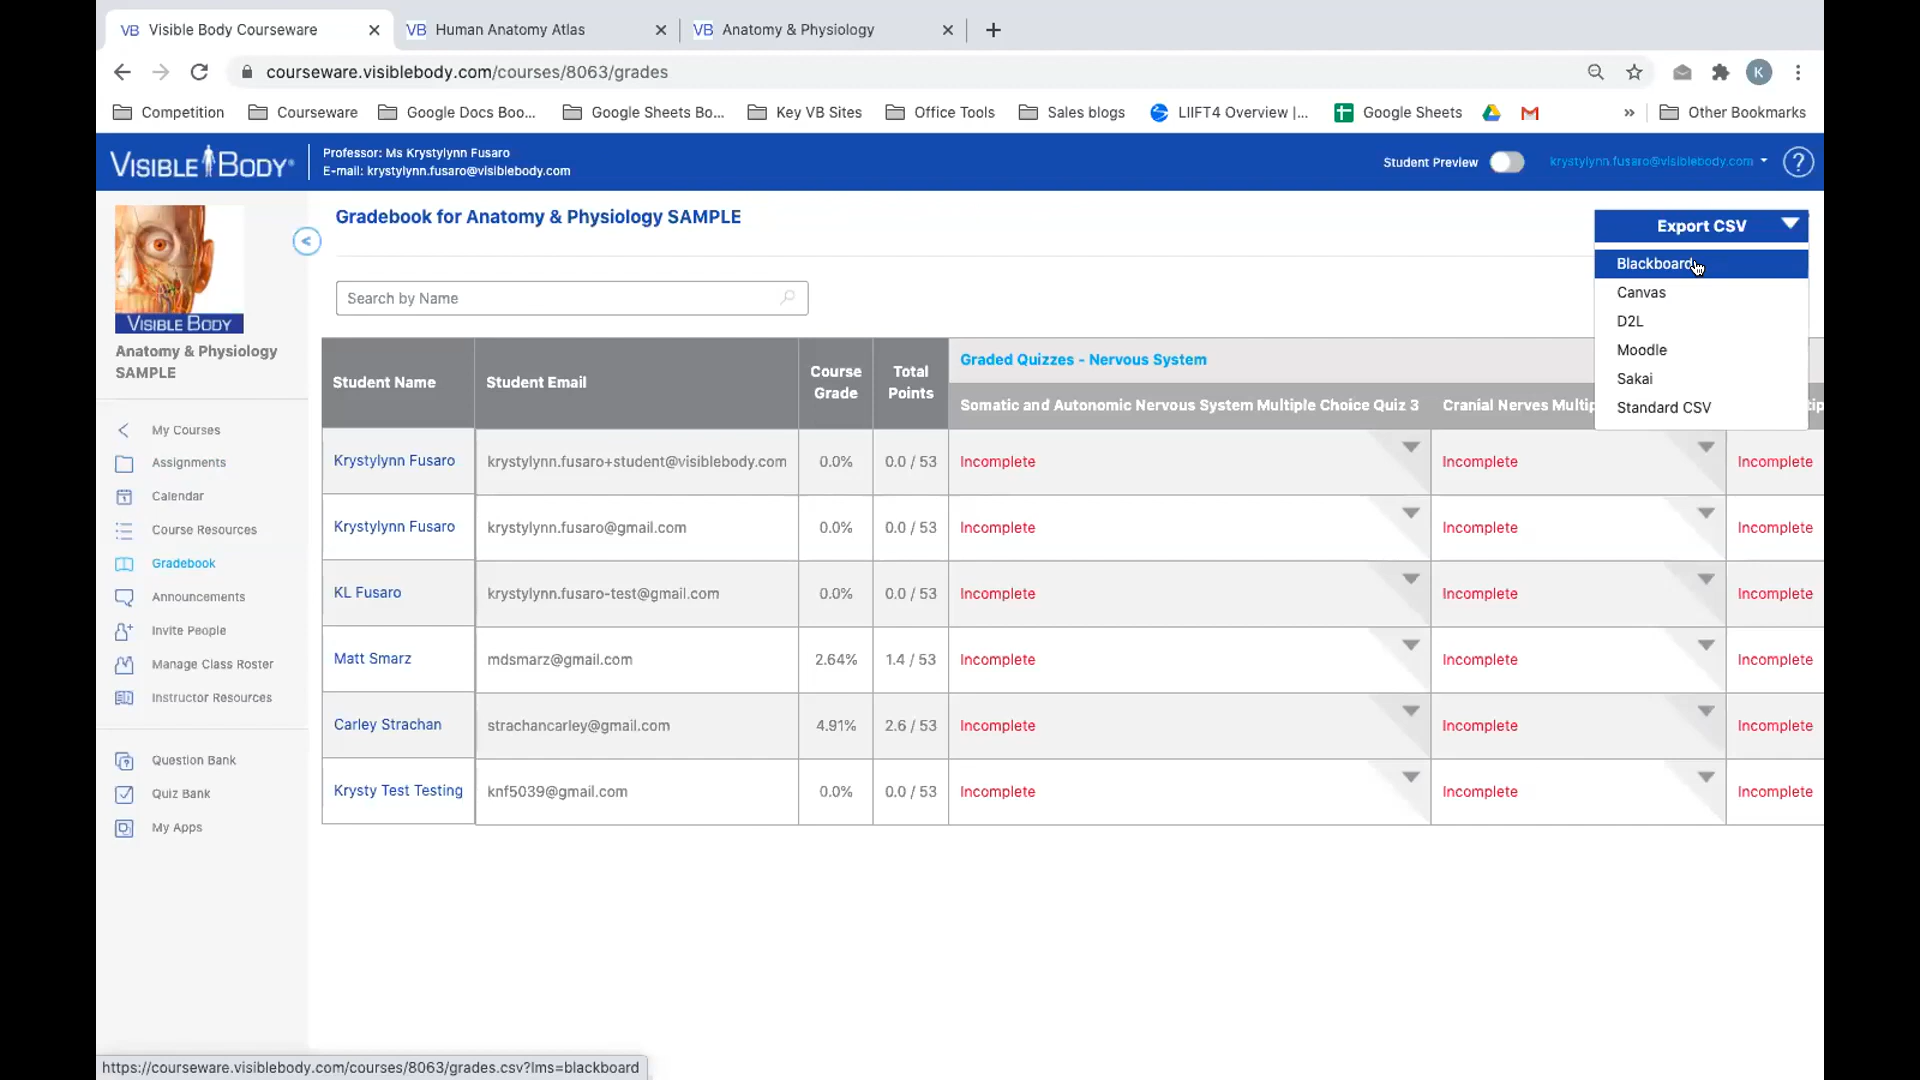 VB Visible Body Courseware
VB Human Anatomy Atlas
VB Anatomy & Physiology
courseware.visiblebody.com/courses/8063/grades
K
Competition
Courseware
Google Docs Boo...
Google Sheets Bo...
Key VB Sites
Office Tools
Sales blogs
LIIFT4 Overview |...
Google Sheets
»
Other Bookmarks
VISIBLE BODY®
Professor: Ms Krystylynn Fusaro
E-mail: krystylynn.fusaro@visiblebody.com
Student Preview
krystylynn.fusaro@visiblebody.com
?
VISIBLE BODY
Anatomy & Physiology
SAMPLE
My Courses
Assignments
Calendar
Course Resources
Gradebook
Announcements
Invite People
Manage Class Roster
Instructor Resources
Question Bank
Quiz Bank
My Apps
<
Gradebook for Anatomy & Physiology SAMPLE
Export CSV
Blackboard
Canvas
D2L
Moodle
Sakai
Standard CSV
Search by Name
Student Name
Student Email
Course
Grade
Total
Points
Graded Quizzes - Nervous System
Somatic and Autonomic Nervous System Multiple Choice Quiz 3
Cranial Nerves Multip
tip
Krystylynn Fusaro krystylynn.fusaro+student@visiblebody.com 0.0% 0.0 / 53 Incomplete Incomplete Incomplete
Krystylynn Fusaro krystylynn.fusaro@gmail.com 0.0% 0.0 / 53 Incomplete Incomplete Incomplete
KL Fusaro krystylynn.fusaro-test@gmail.com 0.0% 0.0 / 53 Incomplete Incomplete Incomplete
Matt Smarz mdsmarz@gmail.com 2.64% 1.4 / 53 Incomplete Incomplete Incomplete
Carley Strachan strachancarley@gmail.com 4.91% 2.6 / 53 Incomplete Incomplete Incomplete
Krysty Test Testing knf5039@gmail.com 0.0% 0.0 / 53 Incomplete Incomplete Incomplete
https://courseware.visiblebody.com/courses/8063/grades.csv?lms=blackboard